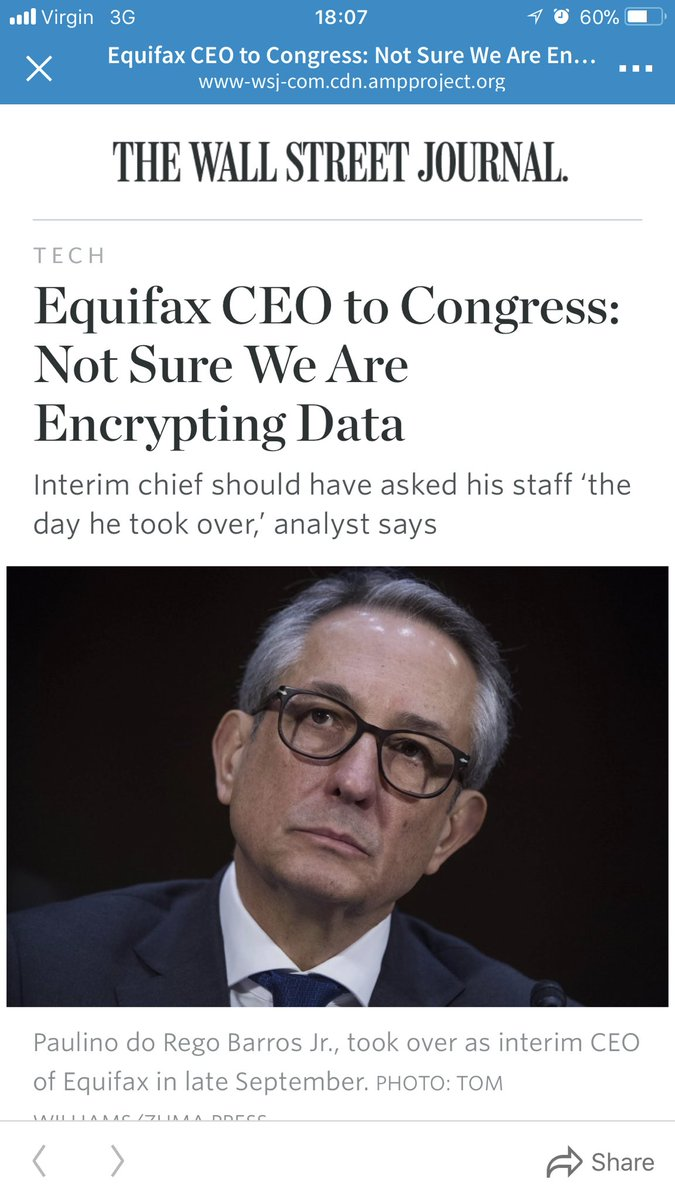 Virgin 3G 18:07 60%
Equifax CEO to Congress: Not Sure We Are En...
www-wsj-com.cdn.ampproject.org
THE WALL STREET JOURNAL.
TECH
Equifax CEO to Congress:
Not Sure We Are
Encrypting Data
Interim chief should have asked his staff ‘the
day he took over,’ analyst says
Paulino do Rego Barros Jr., took over as interim CEO
of Equifax in late September. PHOTO: TOM
WILLIAMS/ZUMA PRESS
Share